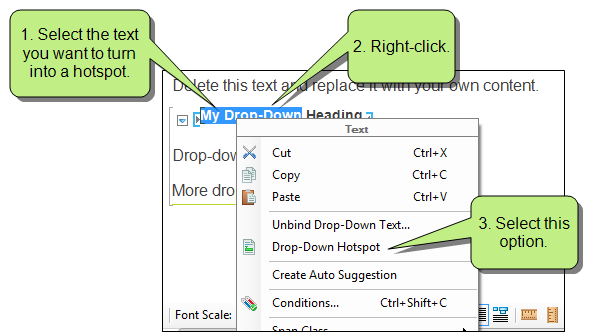 1. Select the text
you want to turn
into a hotspot.
2. Right-click.
Delete this text and replace it with your own content.
My Drop-Down Heading
Text
Cut Ctrl+X
Drop-dow
Copy Ctrl+C
More dro
Paste Ctrl+V
Unbind Drop-Down Text...
3. Select this
option.
Drop-Down Hotspot
Create Auto Suggestion
Conditions... Ctrl+Shift+C
Font Scale:
Span Class